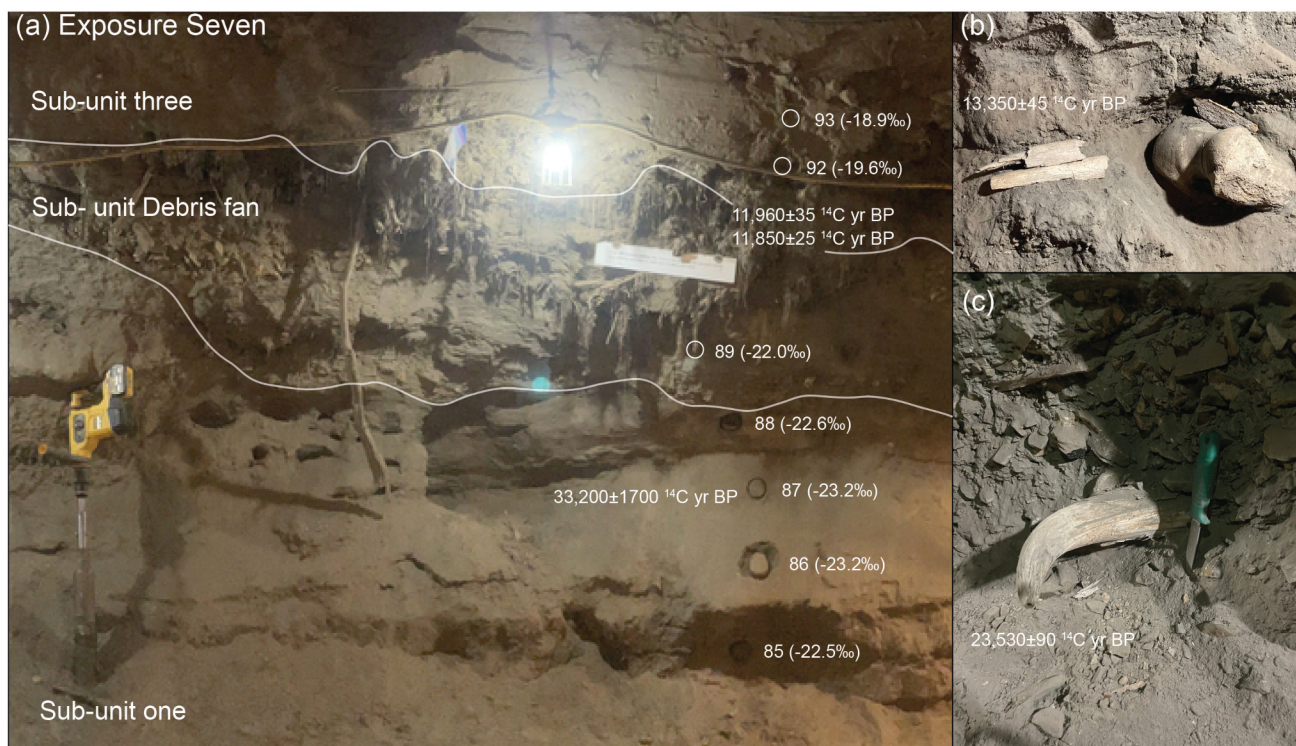 (a) Exposure Seven
Sub-unit three
93 (-18.9‰)
92 (-19.6‰)
Sub- unit Debris fan
11,960±35 ¹⁴C yr BP
11,850±25 ¹⁴C yr BP
89 (-22.0‰)
88 (-22.6‰)
33,200±1700 ¹⁴C yr BP
87 (-23.2‰)
86 (-23.2‰)
85 (-22.5‰)
Sub-unit one
(b)
13,350±45 ¹⁴C yr BP
(c)
23,530±90 ¹⁴C yr BP